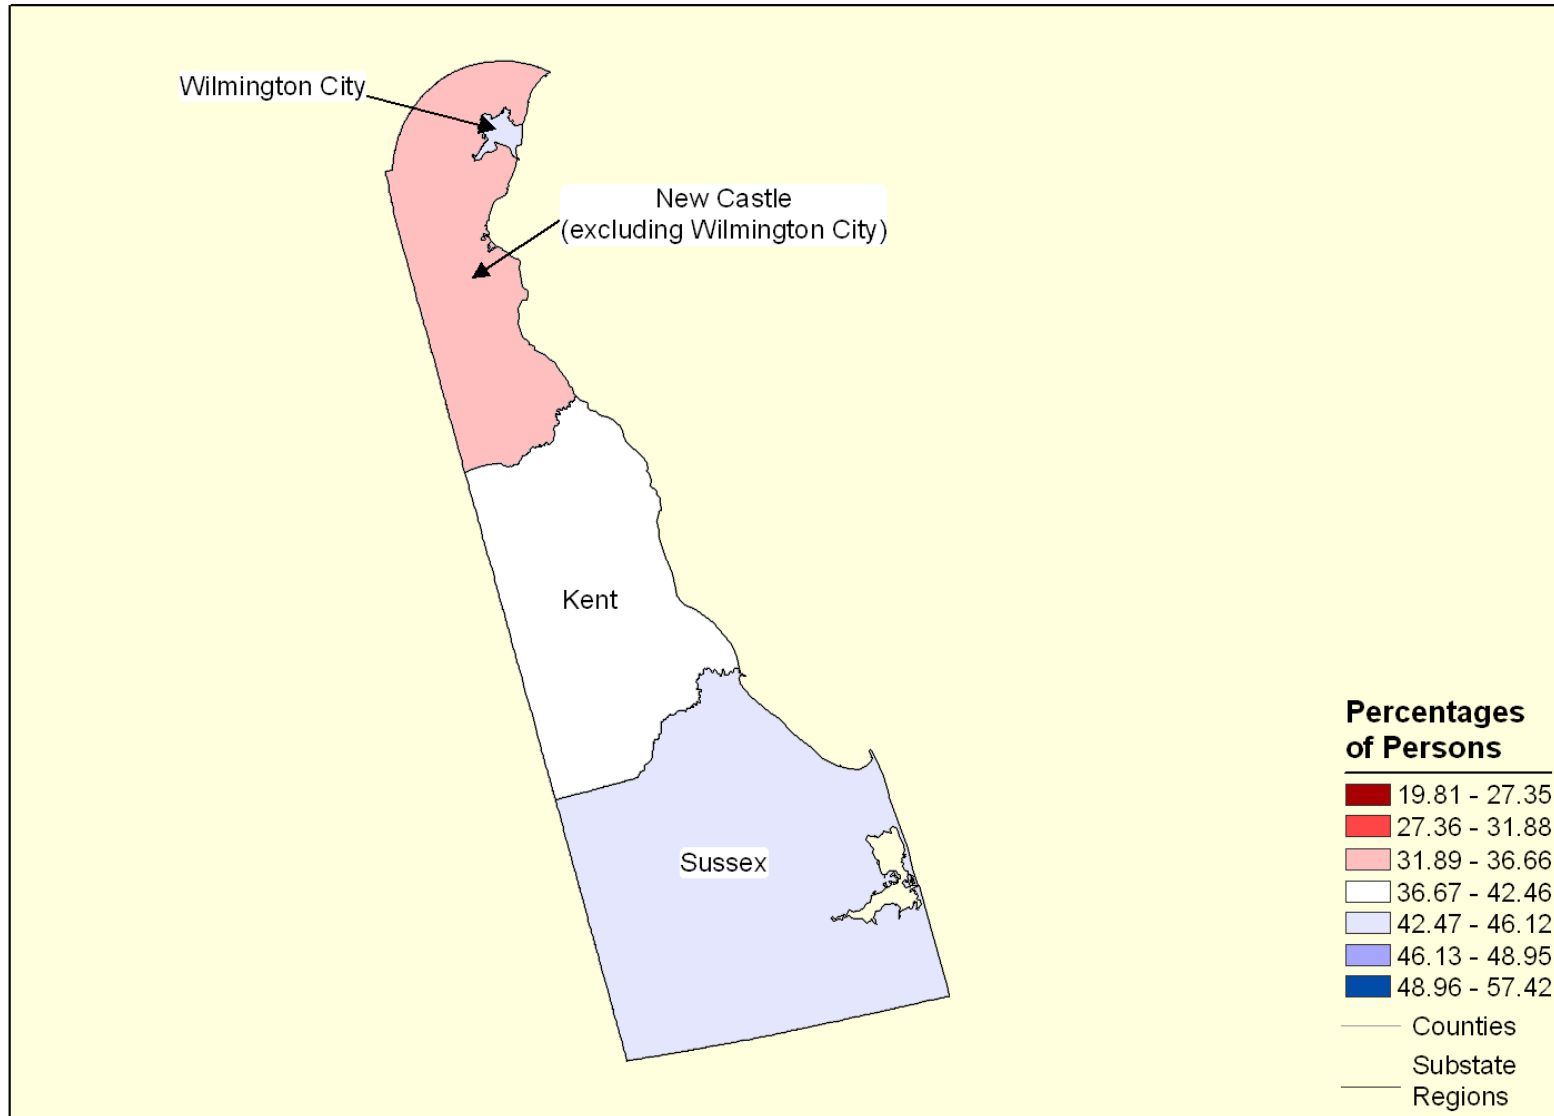 Wilmington City
New Castle
(excluding Wilmington City)
Kent
Sussex
Percentages
of Persons
19.81 - 27.35
27.36 - 31.88
31.89 - 36.66
36.67 - 42.46
42.47 - 46.12
46.13 - 48.95
48.96 - 57.42
Counties
Substate
Regions